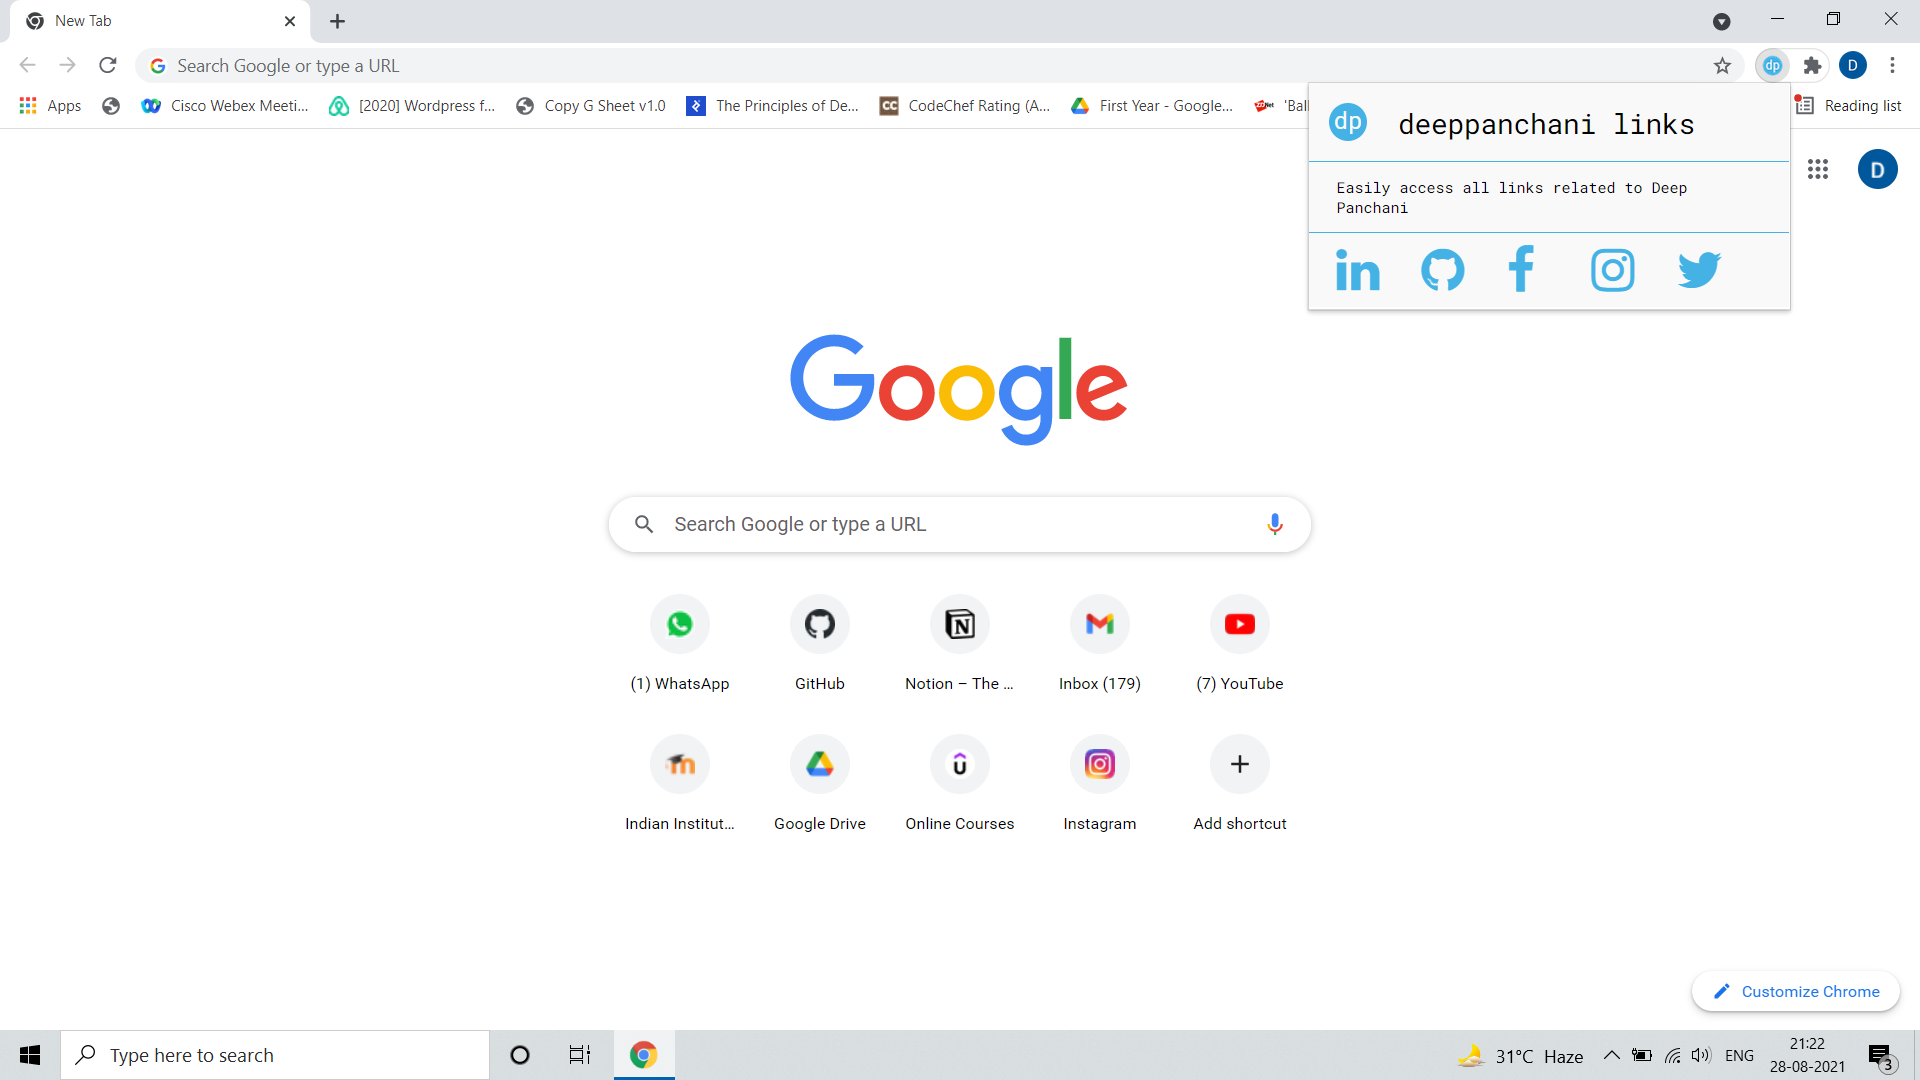 New Tab
Search Google or type a URL
dp
D
Apps
Cisco Webex Meeti...
[2020] Wordpress f...
Copy G Sheet v1.0
The Principles of De...
CC
CodeChef Rating (A...
First Year - Google...
'Ball
Reading list
dp
deeppanchani links
Easily access all links related to Deep
Panchani
in
D
Google
Search Google or type a URL
(1) WhatsApp
GitHub
Notion – The ...
Inbox (179)
(7) YouTube
Indian Institut...
Google Drive
Online Courses
Instagram
Add shortcut
Customize Chrome
Type here to search
31°C Haze
ENG
21:22
28-08-2021
3